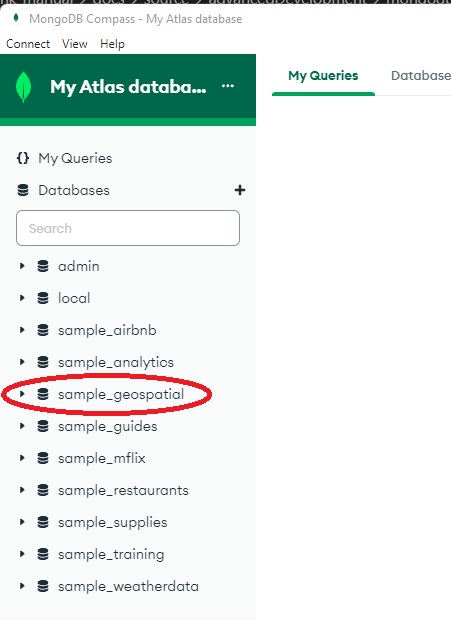 MongoDB Compass - My Atlas database
Connect View Help
My Atlas databa... ...
My Queries Database
{} My Queries
Databases +
Search
admin
local
sample_airbnb
sample_analytics
sample_geospatial
sample_guides
sample_mflix
sample_restaurants
sample_supplies
sample_training
sample_weatherdata